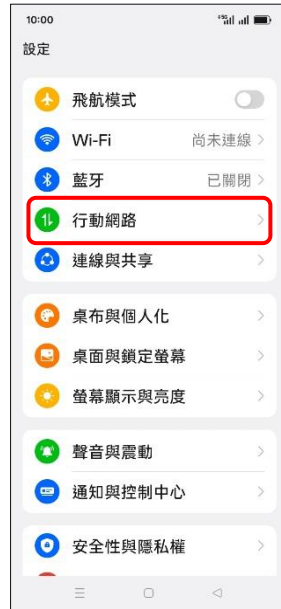 10:00
設定
飛航模式
Wi-Fi 尚未連線
藍牙 已關閉
行動網路
連線與共享
桌布與個人化
桌面與鎖定螢幕
螢幕顯示與亮度
聲音與震動
通知與控制中心
安全性與隱私權